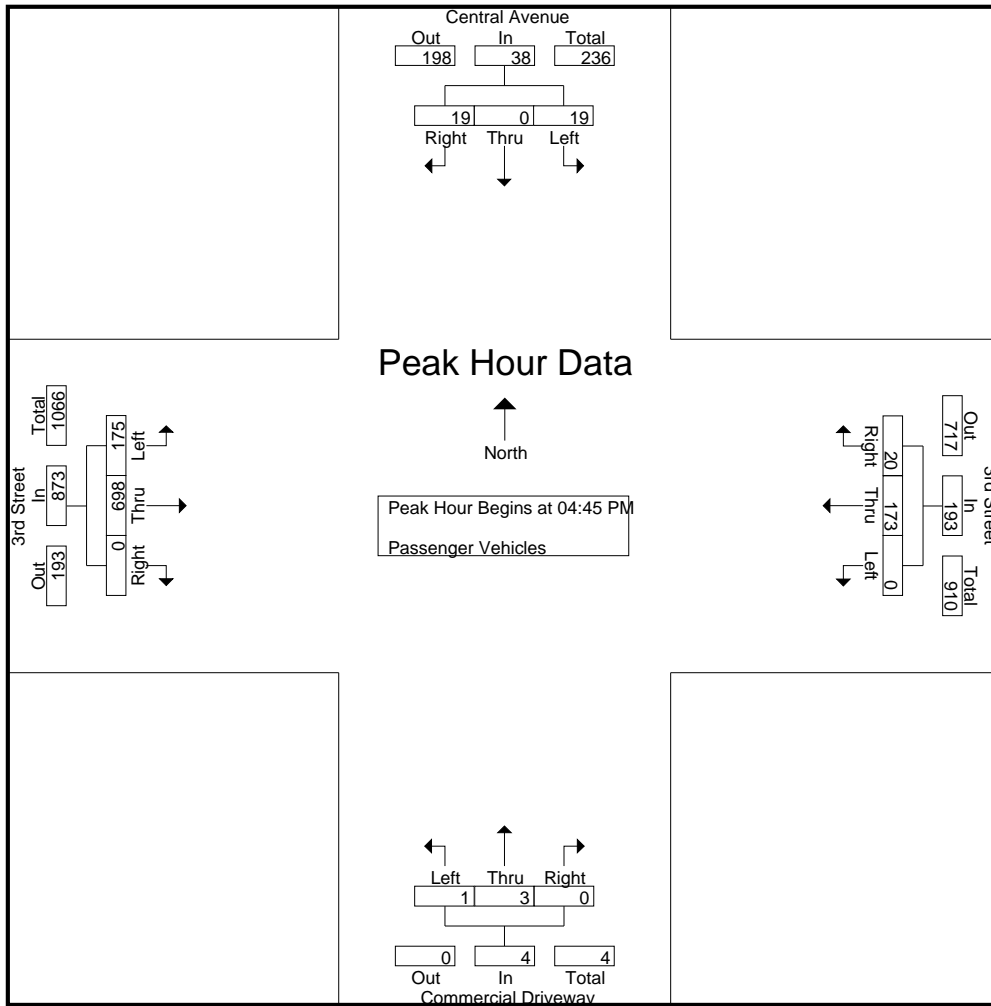 Central Avenue
Out In Total
198 38 236
19 0 19
Right Thru Left
Peak Hour Data
North
Peak Hour Begins at 04:45 PM
Passenger Vehicles
3rd Street
Total In Out
1066 873 193
175 698 0
Left Thru Right
3rd Street
Out In Total
717 193 910
20 173 0
Right Thru Left
Left Thru Right
1 3 0
0 4 4
Out In Total
Commercial Driveway